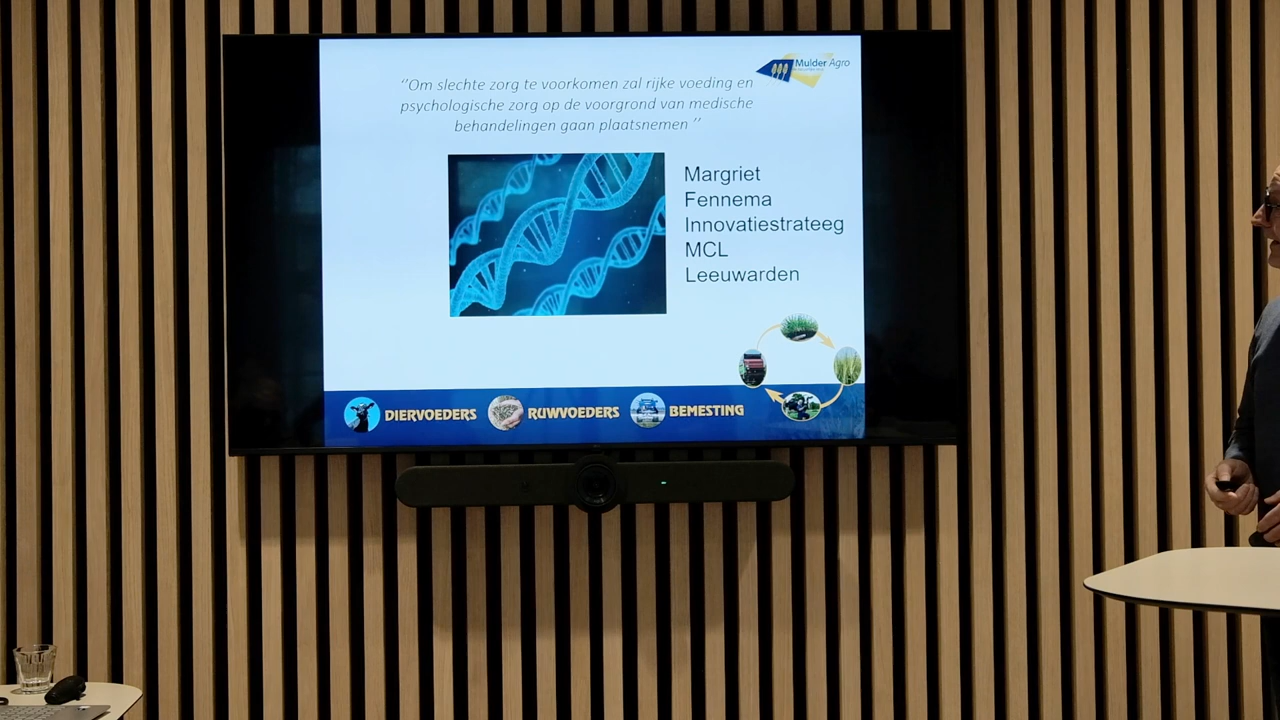 Mulder Agro
‘’Om slechte zorg te voorkomen zal rijke voeding en
psychologische zorg op de voorgrond van medische
behandelingen gaan plaatsnemen ’’
Margriet
Fennema
Innovatiestrateeg
MCL
Leeuwarden
DIERVOEDERS RUWVOEDERS BEMESTING